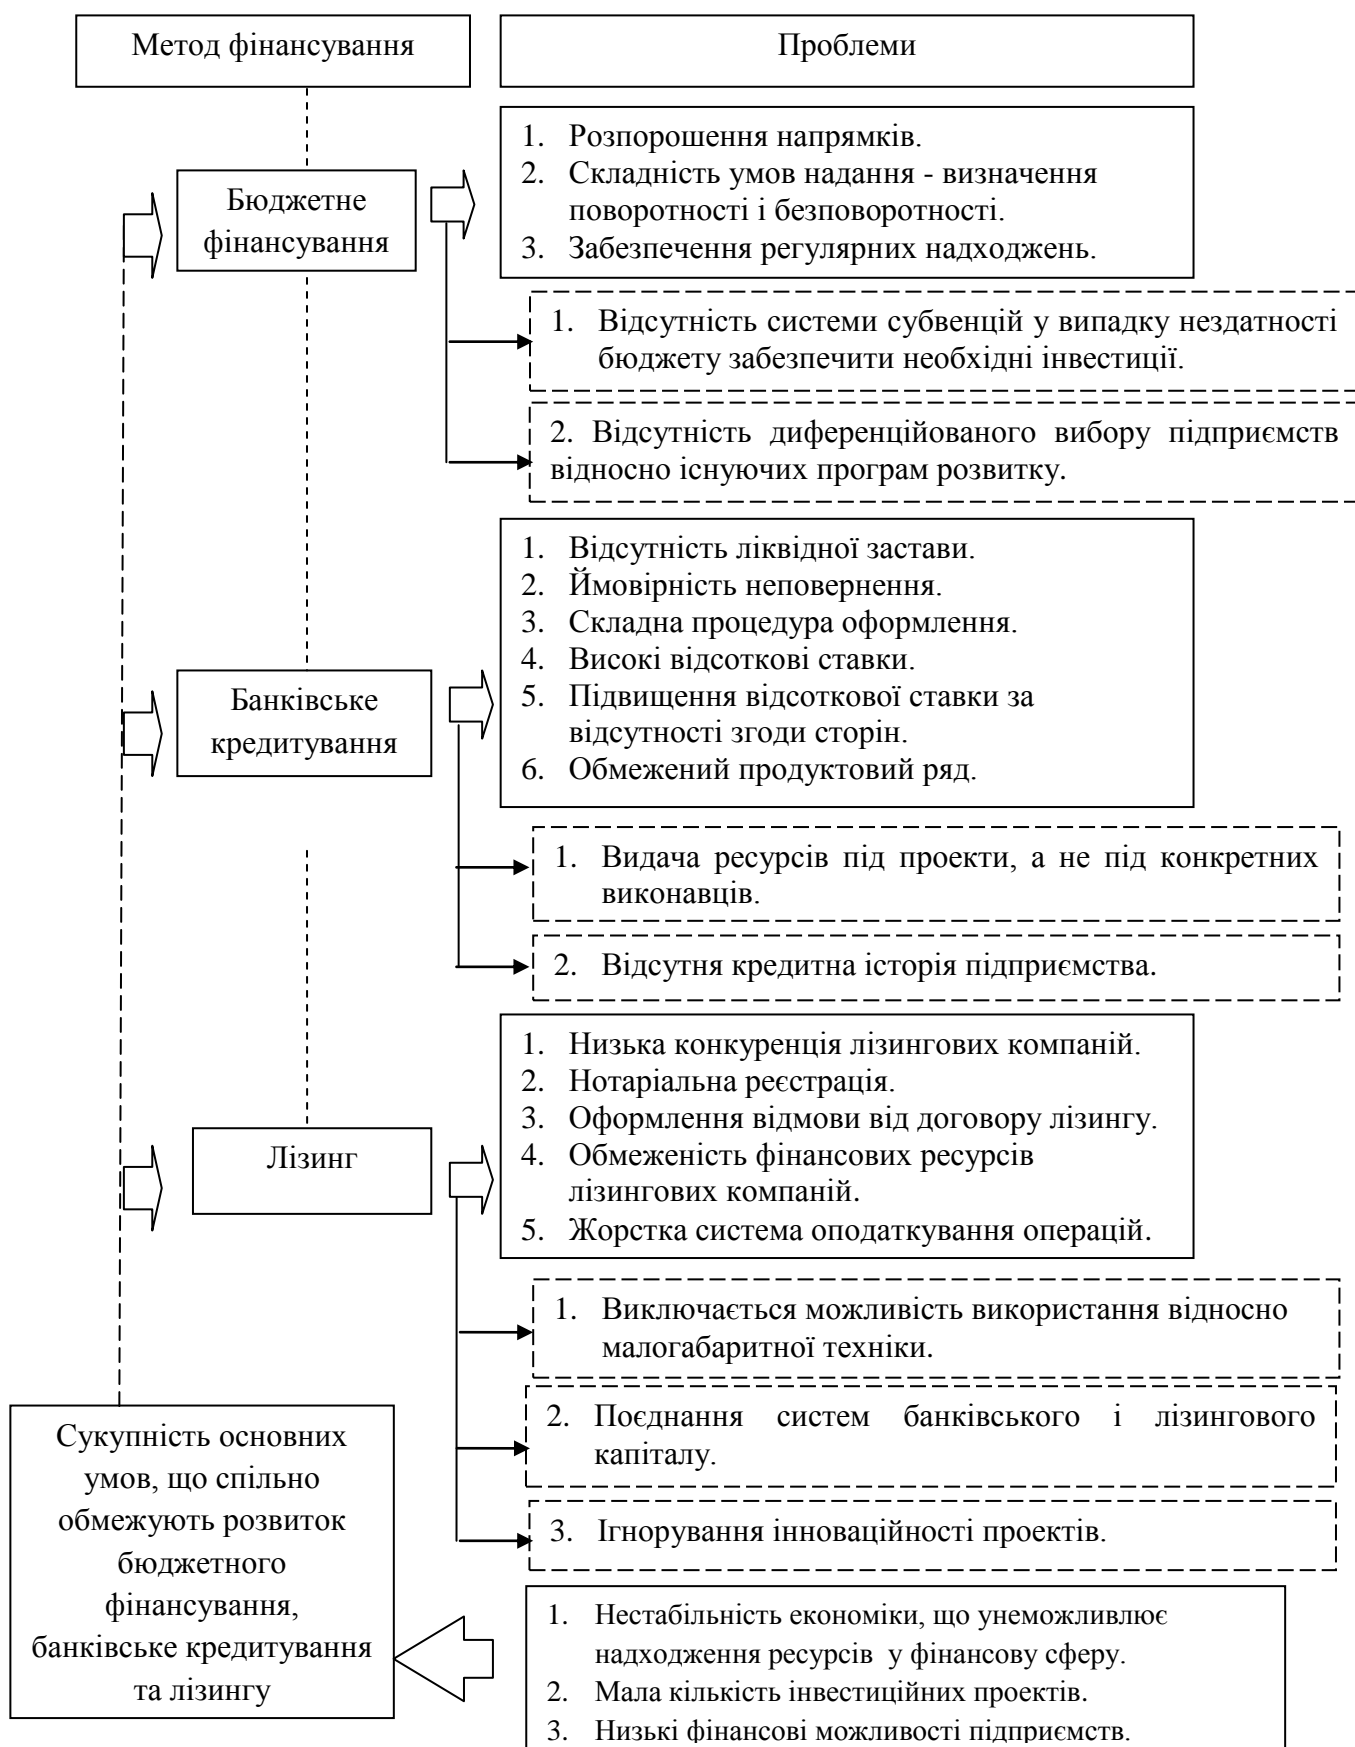 Метод фінансування
Проблеми
1. Розпорошення напрямків.
2. Складність умов надання - визначення
поворотності і безповоротності.
3. Забезпечення регулярних надходжень.
Бюджетне
фінансування
1. Відсутність системи субвенцій у випадку нездатності
бюджету забезпечити необхідні інвестиції.
2. Відсутність диференційованого вибору підприємств
відносно існуючих програм розвитку.
1. Відсутність ліквідної застави.
2. Ймовірність неповернення.
3. Складна процедура оформлення.
4. Високі відсоткові ставки.
5. Підвищення відсоткової ставки за
відсутності згоди сторін.
6. Обмежений продуктовий ряд.
Банківське
кредитування
1. Видача ресурсів під проекти, а не під конкретних
виконавців.
2. Відсутня кредитна історія підприємства.
1. Низька конкуренція лізингових компаній.
2. Нотаріальна реєстрація.
3. Оформлення відмови від договору лізингу.
4. Обмеженість фінансових ресурсів
лізингових компаній.
5. Жорстка система оподаткування операцій.
Лізинг
1. Виключається можливість використання відносно
малогабаритної техніки.
2. Поєднання систем банківського і лізингового
капіталу.
3. Ігнорування інноваційності проектів.
Сукупність основних
умов, що спільно
обмежують розвиток
бюджетного
фінансування,
банківське кредитування
та лізингу
1. Нестабільність економіки, що унеможливлює
надходження ресурсів у фінансову сферу.
2. Мала кількість інвестиційних проектів.
3. Низькі фінансові можливості підприємств.